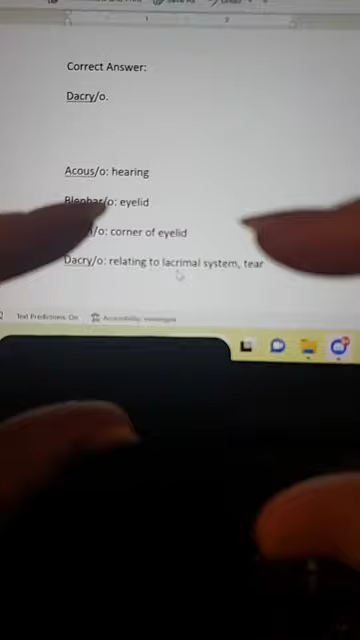 Correct Answer:
Dacry/o.
Acous/o: hearing
Blephar/o: eyelid
/o: corner of eyelid
Dacry/o: relating to lacrimal system, tear
Text Predictions: On